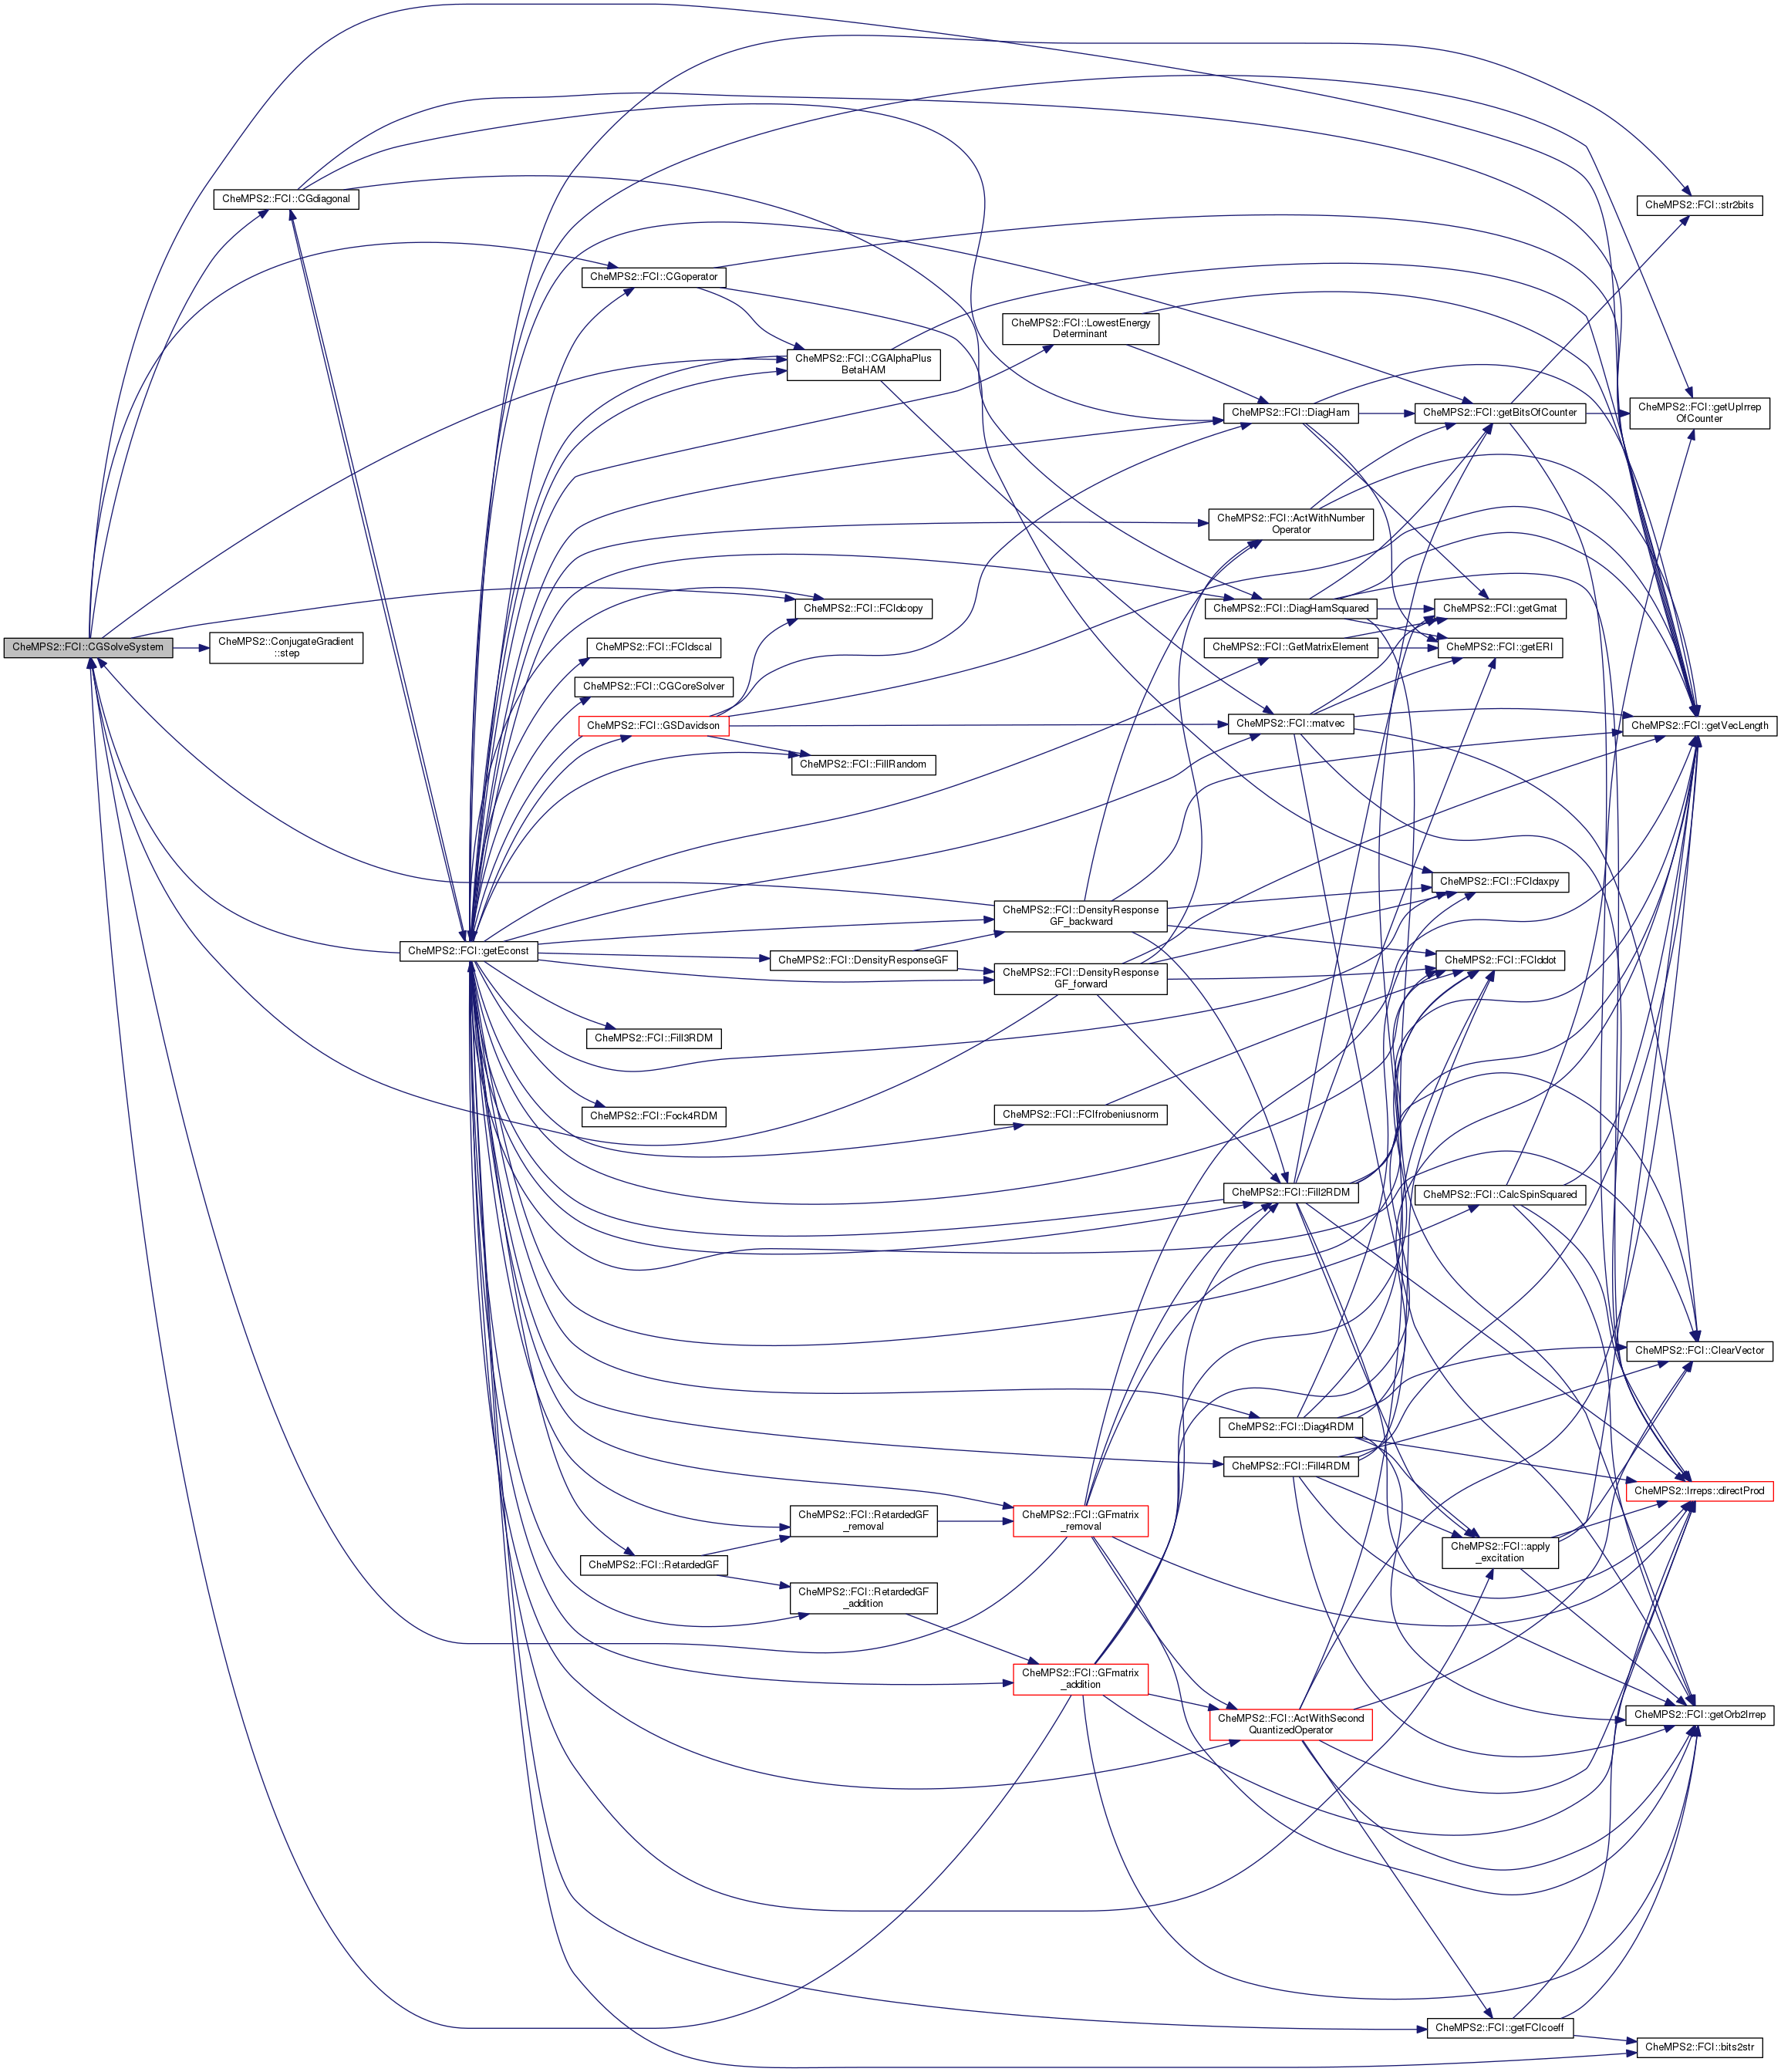 CheMPS2::FCI::str2bits
CheMPS2::FCI::CGdiagonal
CheMPS2::FCI::CGoperator
CheMPS2::FCI::LowestEnergy
Determinant
CheMPS2::FCI::CGAlphaPlus
BetaHAM
CheMPS2::FCI::DiagHam
CheMPS2::FCI::getBitsOfCounter
CheMPS2::FCI::getUpIrrep
OfCounter
CheMPS2::FCI::ActWithNumber
Operator
CheMPS2::FCI::FCIdcopy
CheMPS2::FCI::DiagHamSquared
CheMPS2::FCI::getGmat
CheMPS2::FCI::CGSolveSystem
CheMPS2::ConjugateGradient
::step
CheMPS2::FCI::FCIdscal
CheMPS2::FCI::GetMatrixElement
CheMPS2::FCI::getERI
CheMPS2::FCI::CGCoreSolver
CheMPS2::FCI::GSDavidson
CheMPS2::FCI::matvec
CheMPS2::FCI::getVecLength
CheMPS2::FCI::FillRandom
CheMPS2::FCI::FCIdaxpy
CheMPS2::FCI::DensityResponse
GF_backward
CheMPS2::FCI::getEconst
CheMPS2::FCI::DensityResponseGF
CheMPS2::FCI::FCIddot
CheMPS2::FCI::DensityResponse
GF_forward
CheMPS2::FCI::Fill3RDM
CheMPS2::FCI::Fock4RDM
CheMPS2::FCI::FCIfrobeniusnorm
CheMPS2::FCI::Fill2RDM
CheMPS2::FCI::CalcSpinSquared
CheMPS2::FCI::ClearVector
CheMPS2::FCI::Diag4RDM
CheMPS2::FCI::Fill4RDM
CheMPS2::Irreps::directProd
CheMPS2::FCI::RetardedGF
_removal
CheMPS2::FCI::GFmatrix
_removal
CheMPS2::FCI::apply
_excitation
CheMPS2::FCI::RetardedGF
CheMPS2::FCI::RetardedGF
_addition
CheMPS2::FCI::GFmatrix
_addition
CheMPS2::FCI::ActWithSecond
QuantizedOperator
CheMPS2::FCI::getOrb2Irrep
CheMPS2::FCI::getFCIcoeff
CheMPS2::FCI::bits2str